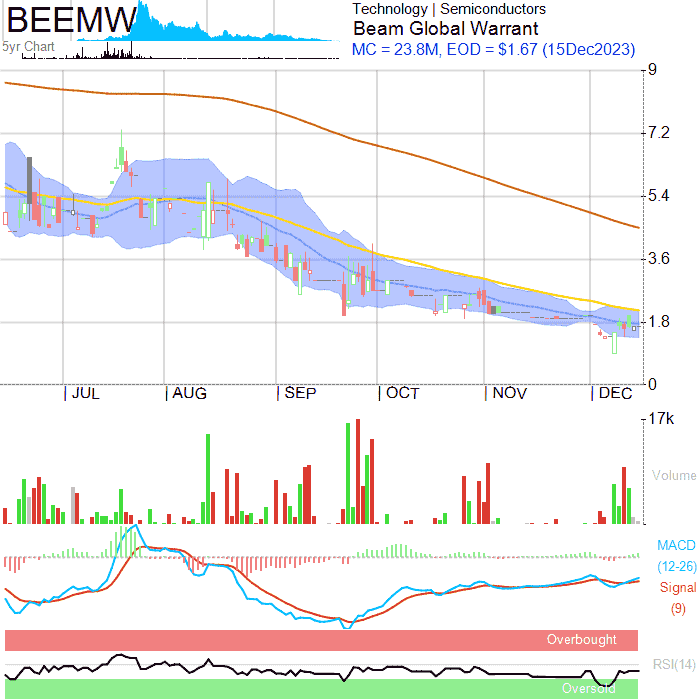 BEEMW
5yr Chart
Technology | Semiconductors
Beam Global Warrant
MC = 23.8M, EOD = $1.67 (15Dec2023)
9
7.2
5.4
3.6
1.8
0
JUL
AUG
SEP
OCT
NOV
DEC
17k
Volume
MACD
(12-26)
Signal
(9)
Overbought
RSI(14)
Oversold